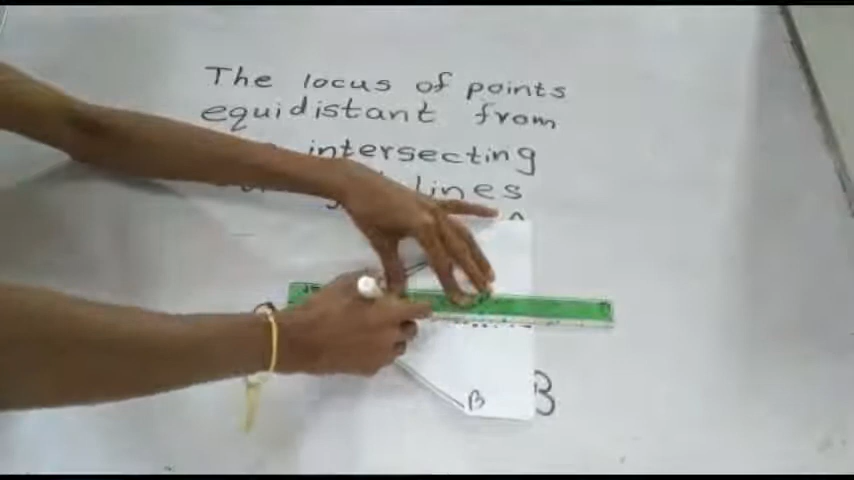 The locus of points
equidistant from
intersecting
lines
A
B
B